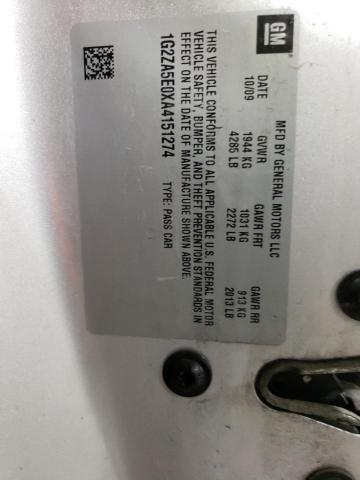 GM
MFD BY GENERAL MOTORS LLC
DATE GVWR GAWR FRT GAWR RR
10/09 1944 KG 1031 KG 913 KG
4285 LB 2272 LB 2013 LB
THIS VEHICLE CONFORMS TO ALL APPLICABLE U.S. FEDERAL MOTOR
VEHICLE SAFETY, BUMPER, AND THEFT PREVENTION STANDARDS IN
EFFECT ON THE DATE OF MANUFACTURE SHOWN ABOVE.
1G2ZA5E0XA4151274 TYPE: PASS CAR